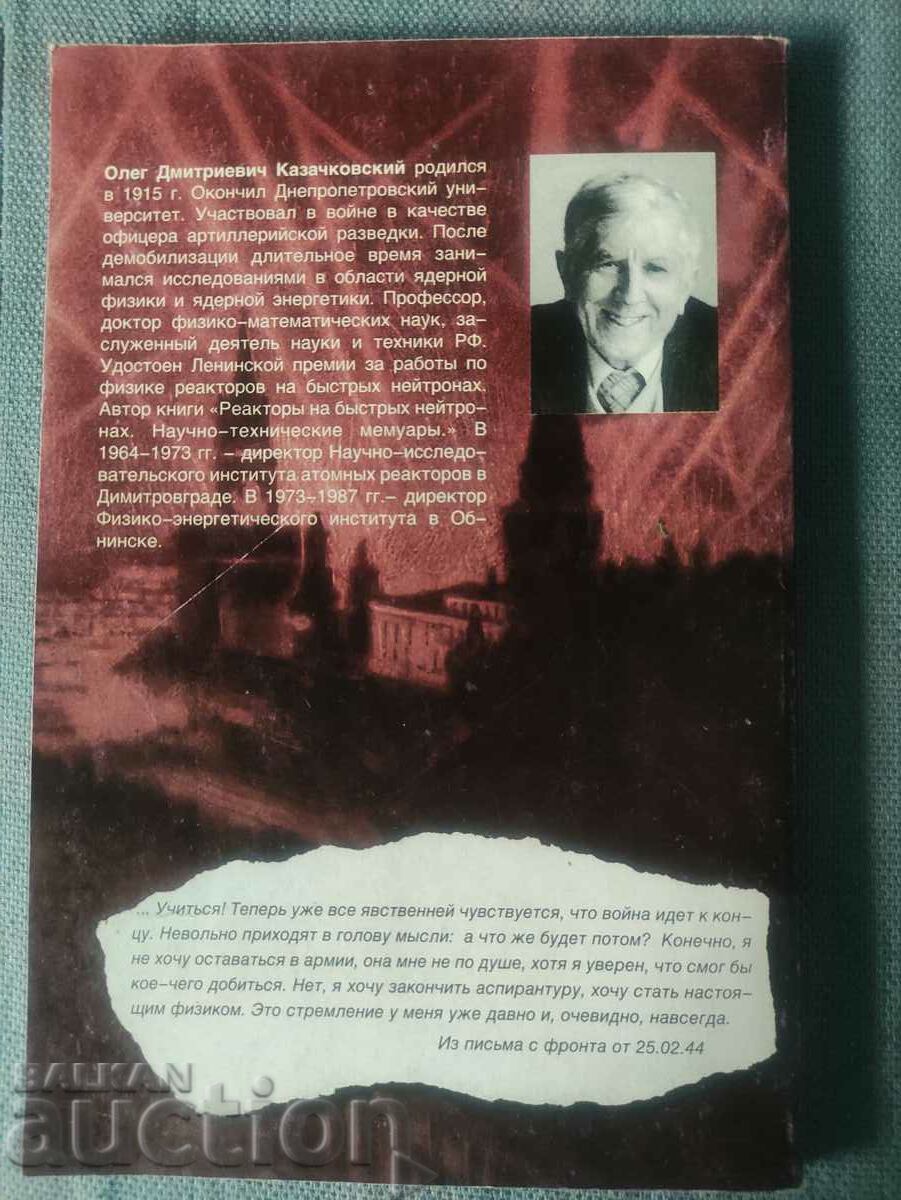 Олег Дмитриевич Казачковский родился
в 1915 г. Окончил Днепропетровский уни-
верситет. Участвовал в войне в качестве
офицера артиллерийской разведки. После
демобилизации длительное время зани-
мался исследованиями в области ядерной
физики и ядерной энергетики. Профессор,
доктор физико-математических наук, за-
служенный деятель науки и техники РФ.
Удостоен Ленинской премии за работы по
физике реакторов на быстрых нейтронах.
Автор книги «Реакторы на быстрых нейтро-
нах. Научно-технические мемуары.» В
1964-1973 гг. – директор Научно-исследо-
вательского института атомных реакторов в
Димитровграде. В 1973-1987 гг.– директор
Физико-энергетического института в Об-
нинске.
... Учиться! Теперь уже все явственней чувствуется, что война идет к кон-
цу. Невольно приходят в голову мысли: а что же будет потом? Конечно, я
не хочу оставаться в армии, она мне не по душе, хотя я уверен, что смог бы
кое-чего добиться. Нет, я хочу закончить аспирантуру, хочу стать настоя-
щим физиком. Это стремление у меня уже давно и, очевидно, навсегда.
Из письма с фронта от 25.02.44
BALKAN
auction